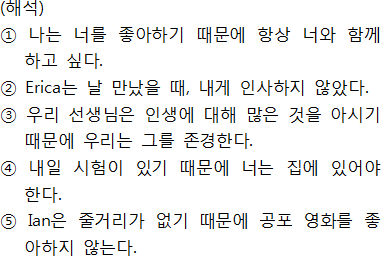 (해석)
① 나는 너를 좋아하기 때문에 항상 너와 함께
하고 싶다.
② Erica는 날 만났을 때, 내게 인사하지 않았다.
③ 우리 선생님은 인생에 대해 많은 것을 아시기
때문에 우리는 그를 존경한다.
④ 내일 시험이 있기 때문에 너는 집에 있어야
한다.
⑤ Ian은 줄거리가 없기 때문에 공포 영화를 좋
아하지 않는다.